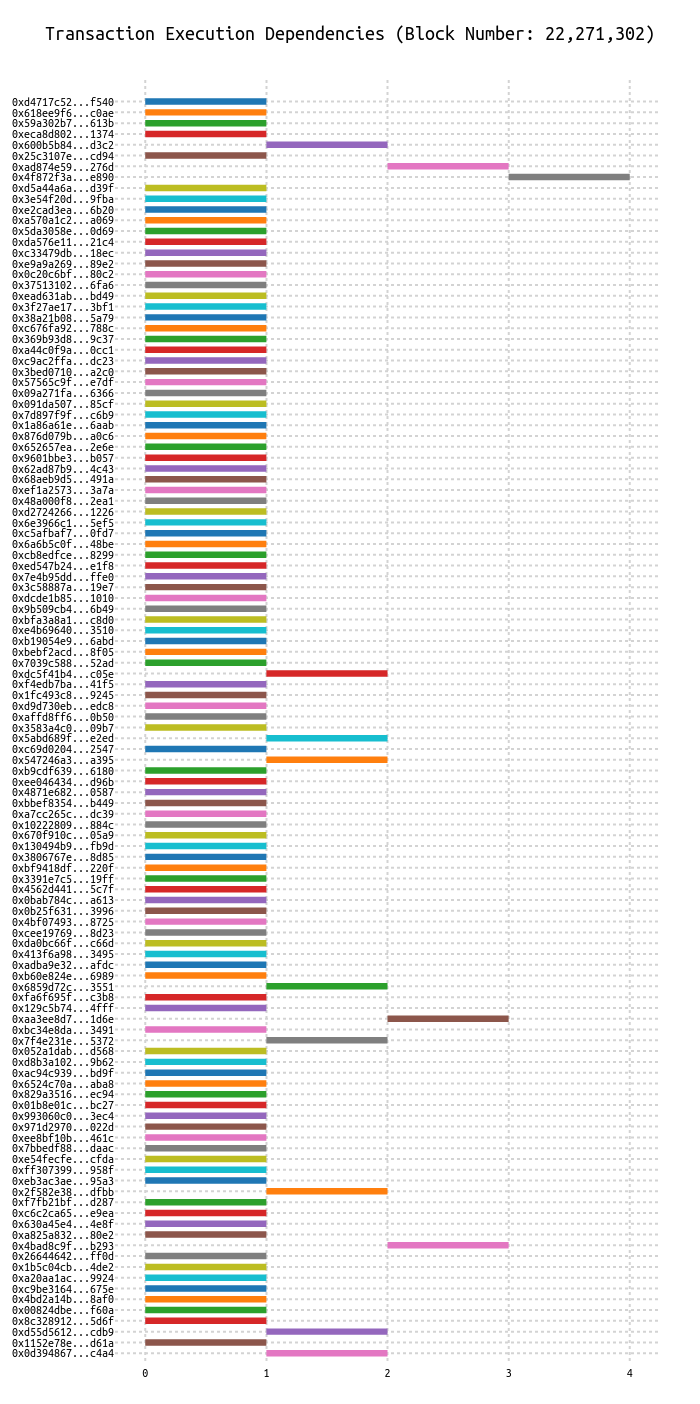 Transaction Execution Dependencies (Block Number: 22,271,302)
0xd4717c52...f540
0x618ee9f6...c0ae
0x59a302b7...613b
0xeca8d802...1374
0x600b5b84...d3c2
0x25c3107e...cd94
0xad874e59...276d
0x4f872f3a...e890
0xd5a44a6a...d39f
0x3e54f20d...9fba
0xe2cad3ea...6b20
0xa570a1c2...a069
0x5da3058e...0d69
0xda576e11...21c4
0xc33479db...18ec
0xe9a9a269...89e2
0x0c20c6bf...80c2
0x37513102...6fa6
0xead631ab...bd49
0x3f27ae17...3bf1
0x38a21b08...5a79
0xc676fa92...788c
0x369b93d8...9c37
0xa44c0f9a...0cc1
0xc9ac2ffa...dc23
0x3bed0710...a2c0
0x57565c9f...e7df
0x09a271fa...6366
0x091da507...85cf
0x7d897f9f...c6b9
0x1a86a61e...6aab
0x876d079b...a0c6
0x652657ea...2e6e
0x9601bbe3...b057
0x62ad87b9...4c43
0x68aeb9d5...491a
0xef1a2573...3a7a
0x48a000f8...2ea1
0xd2724266...1226
0x6e3966c1...5ef5
0xc5afbaf7...0fd7
0x6a6b5c0f...48be
0xcb8edfce...8299
0xed547b24...e1f8
0x7e4b95dd...ffe0
0x3c58887a...19e7
0xdcde1b85...1010
0x9b509cb4...6b49
0xbfa3a8a1...c8d0
0xe4b69640...3510
0xb19054e9...6abd
0xbebf2acd...8f05
0x7039c588...52ad
0xdc5f41b4...c05e
0xf4edb7ba...41f5
0x1fc493c8...9245
0xd9d730eb...edc8
0xaffd8ff6...0b50
0x3583a4c0...09b7
0x5abd689f...e2ed
0xc69d0204...2547
0x547246a3...a395
0xb9cdf639...6180
0xee046434...d96b
0x4871e682...0587
0xbbef8354...b449
0xa7cc265c...dc39
0x10222809...884c
0x670f910c...05a9
0x130494b9...fb9d
0x3806767e...8d85
0xbf9418df...220f
0x3391e7c5...19ff
0x4562d441...5c7f
0x0bab784c...a613
0x0b25f631...3996
0x4bf07493...8725
0xcee19769...8d23
0xda0bc66f...c66d
0x413f6a98...3495
0xadba9e32...afdc
0xb60e824e...6989
0x6859d72c...3551
0xfa6f695f...c3b8
0x129c5b74...4fff
0xaa3ee8d7...1d6e
0xbc34e8da...3491
0x7f4e231e...5372
0x052a1dab...d568
0xd8b3a102...9b62
0xac94c939...bd9f
0x6524c70a...aba8
0x829a3516...ec94
0x01b8e01c...bc27
0x993060c0...3ec4
0x971d2970...022d
0xee8bf10b...461c
0x7bbedf88...daac
0xe54fecfe...cfda
0xff307399...958f
0xeb3ac3ae...95a3
0x2f582e38...dfbb
0xf7fb21bf...d287
0xc6c2ca65...e9ea
0x630a45e4...4e8f
0xa825a832...80e2
0x4bad8c9f...b293
0x26644642...ff0d
0x1b5c04cb...4de2
0xa20aa1ac...9924
0xc9be3164...675e
0x4bd2a14b...8af0
0x00824dbe...f60a
0x8c328912...5d6f
0xd55d5612...cdb9
0x1152e78e...d61a
0x0d394867...c4a4
0 1 2 3 4